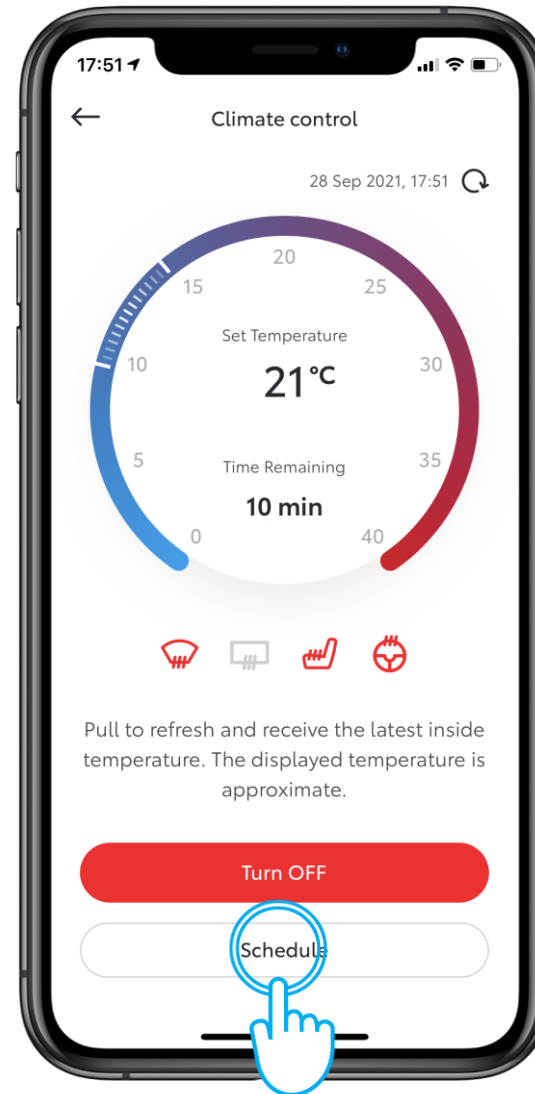 17:51
Climate control
28 Sep 2021, 17:51
20
15
25
10
30
5
35
0
40
Set Temperature
21°C
Time Remaining
10 min
Pull to refresh and receive the latest inside
temperature. The displayed temperature is
approximate.
Turn OFF
Schedule